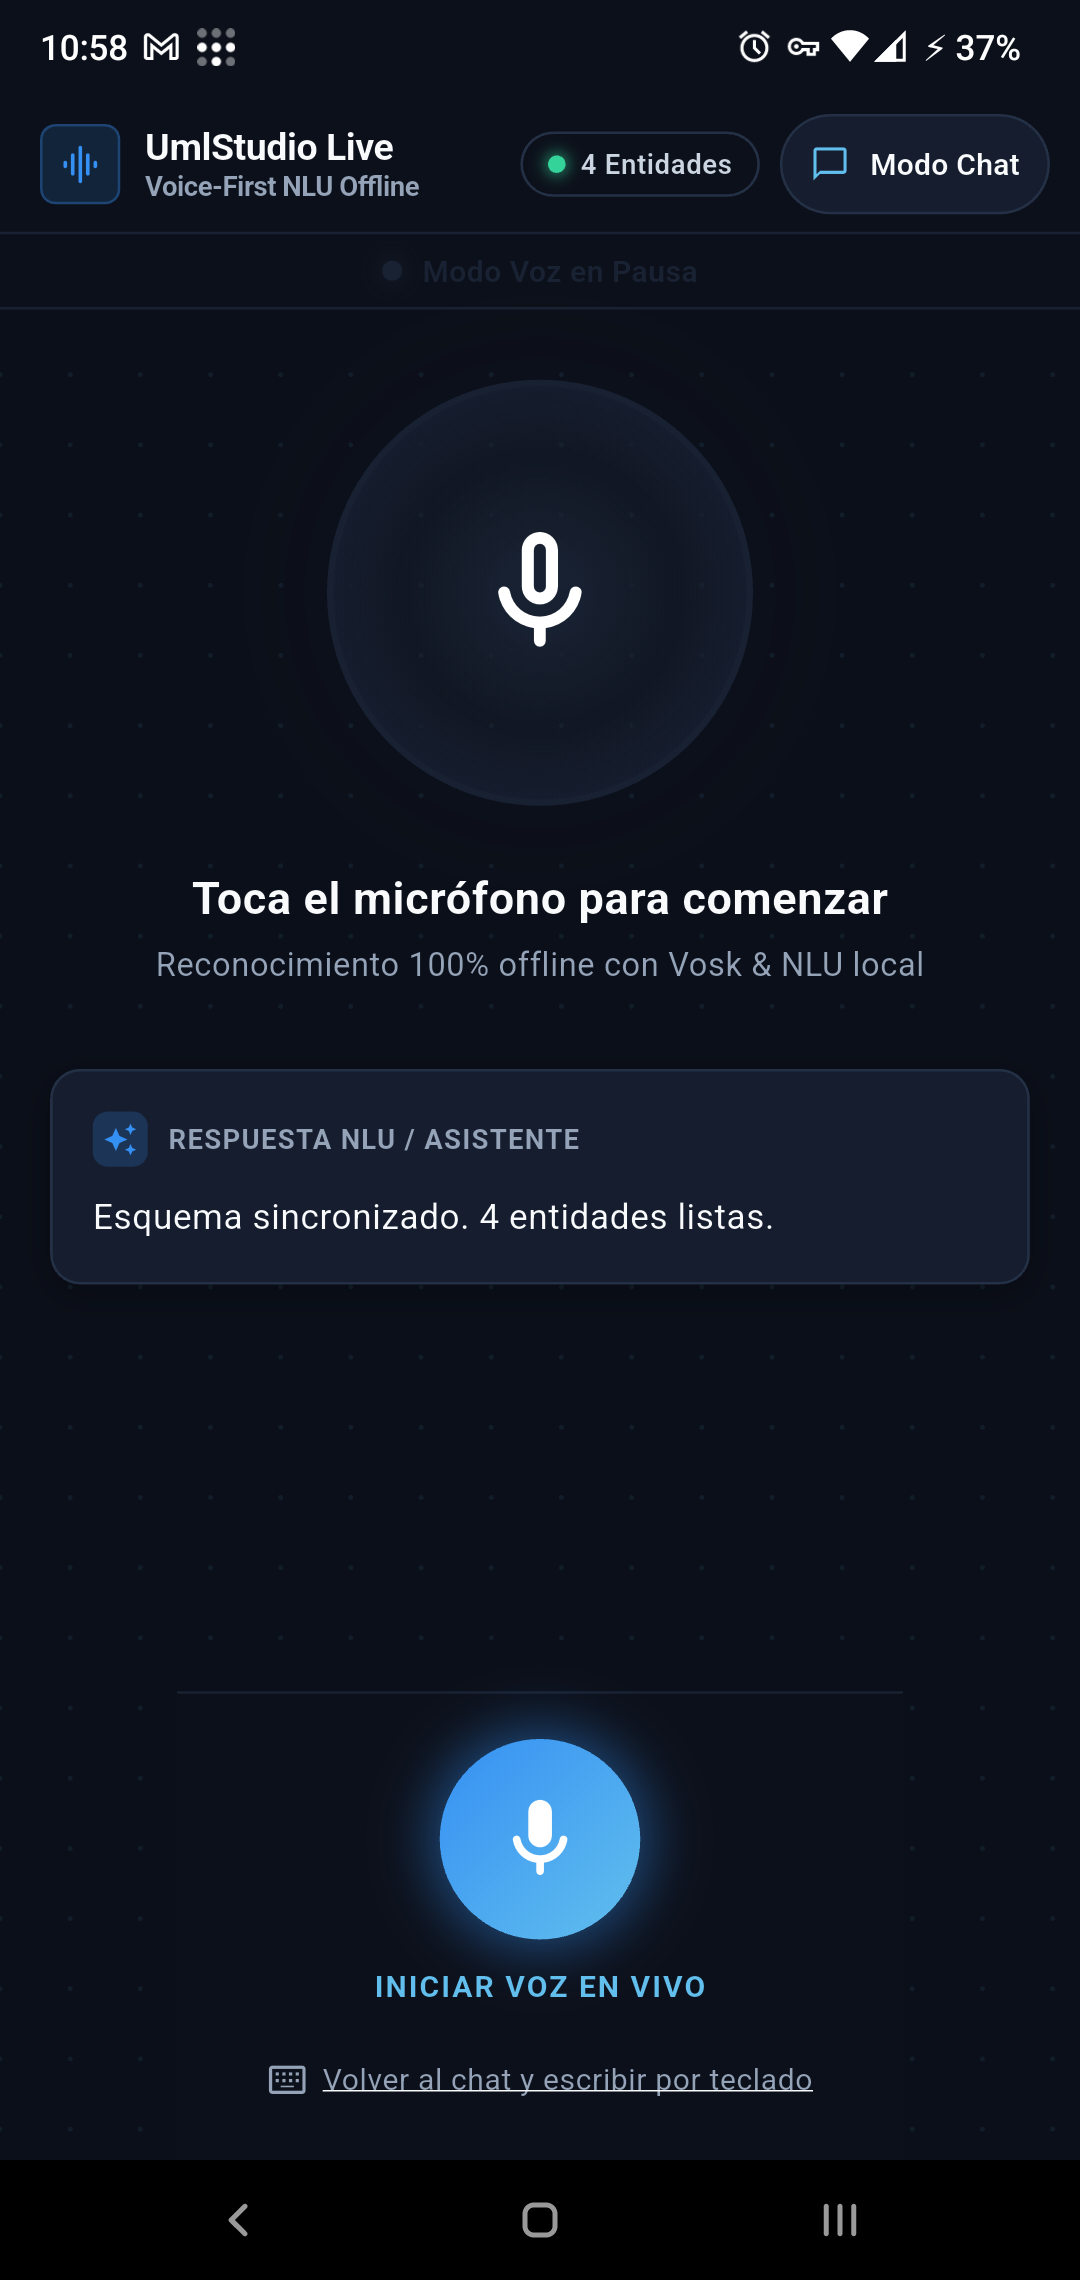 10:58
37%
UmlStudio Live
Voice-First NLU Offline
4 Entidades
Modo Chat
Modo Voz en Pausa
Toca el micrófono para comenzar
Reconocimiento 100% offline con Vosk & NLU local
RESPUESTA NLU / ASISTENTE
Esquema sincronizado. 4 entidades listas.
INICIAR VOZ EN VIVO
Volver al chat y escribir por teclado